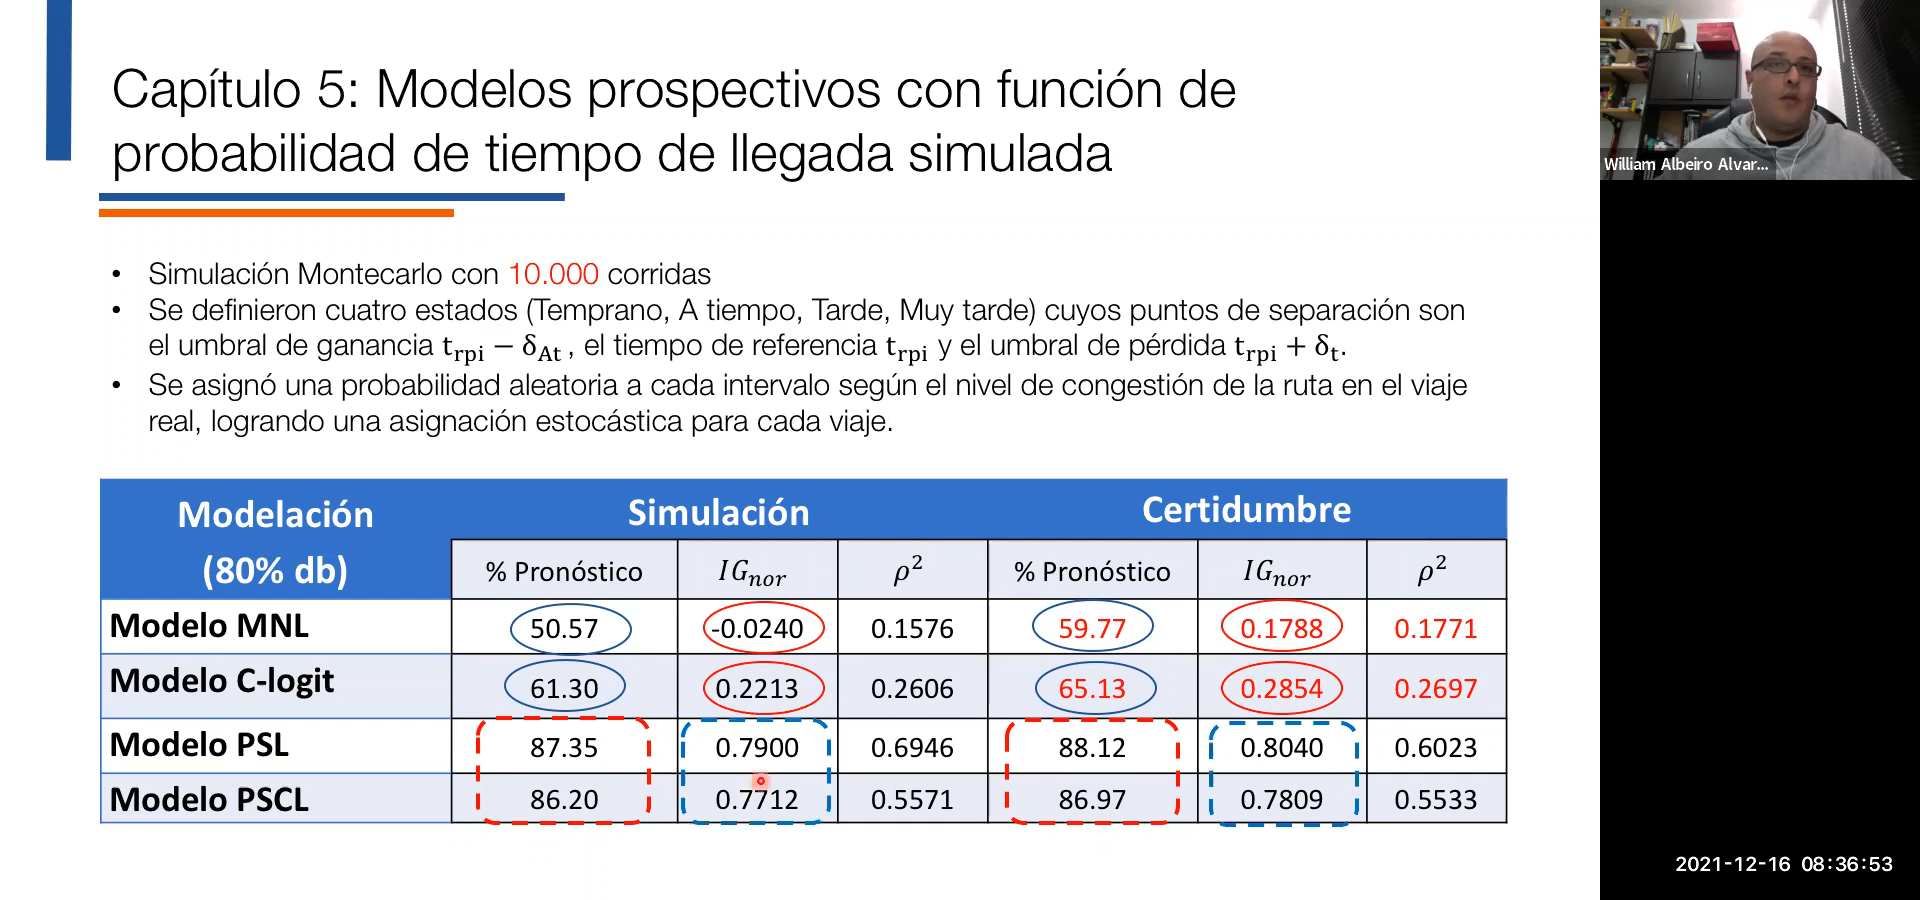 Capítulo 5: Modelos prospectivos con función de
probabilidad de tiempo de llegada simulada
• Simulación Montecarlo con 10.000 corridas
• Se definieron cuatro estados (Temprano, A tiempo, Tarde, Muy tarde) cuyos puntos de separación son
el umbral de ganancia t_rpi − δ_At , el tiempo de referencia t_rpi y el umbral de pérdida t_rpi + δ_t.
• Se asignó una probabilidad aleatoria a cada intervalo según el nivel de congestión de la ruta en el viaje
real, logrando una asignación estocástica para cada viaje.
Modelación (80% db) Simulación Certidumbre
% Pronóstico IG_nor ρ² % Pronóstico IG_nor ρ²
Modelo MNL 50.57 -0.0240 0.1576 59.77 0.1788 0.1771
Modelo C-logit 61.30 0.2213 0.2606 65.13 0.2854 0.2697
Modelo PSL 87.35 0.7900 0.6946 88.12 0.8040 0.6023
Modelo PSCL 86.20 0.7712 0.5571 86.97 0.7809 0.5533
William Albeiro Alvar...
2021-12-16 08:36:53